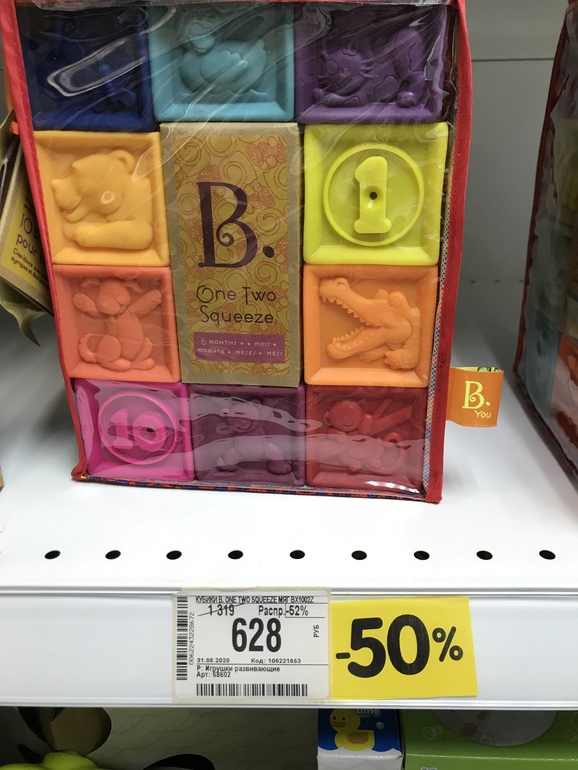 1
B.
One Two
Squeeze
6 MONTHS + • MOIS +
MONATE + MESES + MESI
B.
You
10
КУБИКИ B. ONE TWO SQUEEZE МЯГ BX1002Z
1 319 Распр.-52%
628
РУБ
31.08.2020 Код: 106221663
Р: Игрушки развивающие
Арт: 68602
-50%